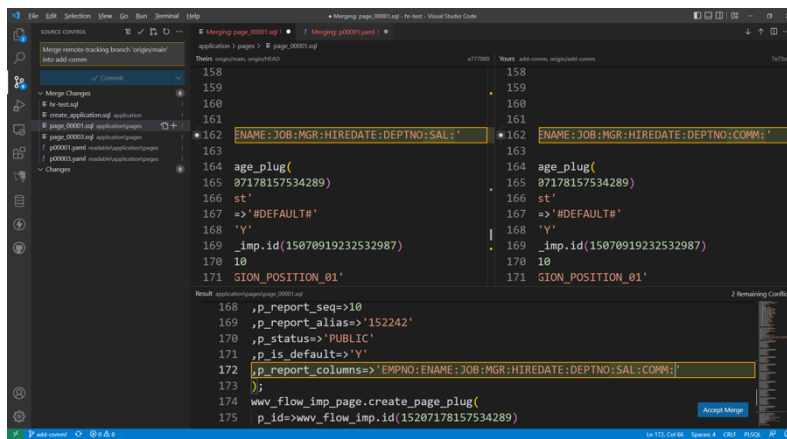 File Edit Selection View Go Run Terminal Help
Merging: page_00001.sql - hr-test - Visual Studio Code
SOURCE CONTROL
Merge remote-tracking branch 'origin/main'
into add-comm
Commit
Merge Changes 6
hr-test.sql !
create_application.sql application !
page_00001.sql application\pages !
page_00003.sql application\pages !
p00001.yaml readable\application\pages !
p00003.yaml readable\application\pages !
Changes 0
Merging: page_00001.sql ! Merging: p00001.yaml !
application > pages > page_00001.sql
Theirs origin/main, origin/HEAD e777080
158
159
160
161
162 ENAME:JOB:MGR:HIREDATE:DEPTNO:SAL:'
163
164 age_plug(
165 07178157534289)
166 st'
167 =>'#DEFAULT#'
168 'Y'
169 _imp.id(15070919232532987)
170 10
171 GION_POSITION_01'
Yours add-comm, origin/add-comm
158
159
160
161
162 ENAME:JOB:MGR:HIREDATE:DEPTNO:COMM:'
163
164 age_plug(
165 07178157534289)
166 st'
167 =>'#DEFAULT#'
168 'Y'
169 _imp.id(15070919232532987)
170 10
171 GION_POSITION_01'
Result application\pages\page_00001.sql 2 Remaining Conflic
168 ,p_report_seq=>10
169 ,p_report_alias=>'152242'
170 ,p_status=>'PUBLIC'
171 ,p_is_default=>'Y'
172 ,p_report_columns=>'EMPNO:ENAME:JOB:MGR:HIREDATE:DEPTNO:SAL:COMM:'
173 );
174 wwv_flow_imp_page.create_page_plug(
175 p_id=>wwv_flow_imp.id(15207178157534289)
Accept Merge
add-comm! 0 0 Ln 172, Col 66 Spaces: 4 CRLF PLSQL